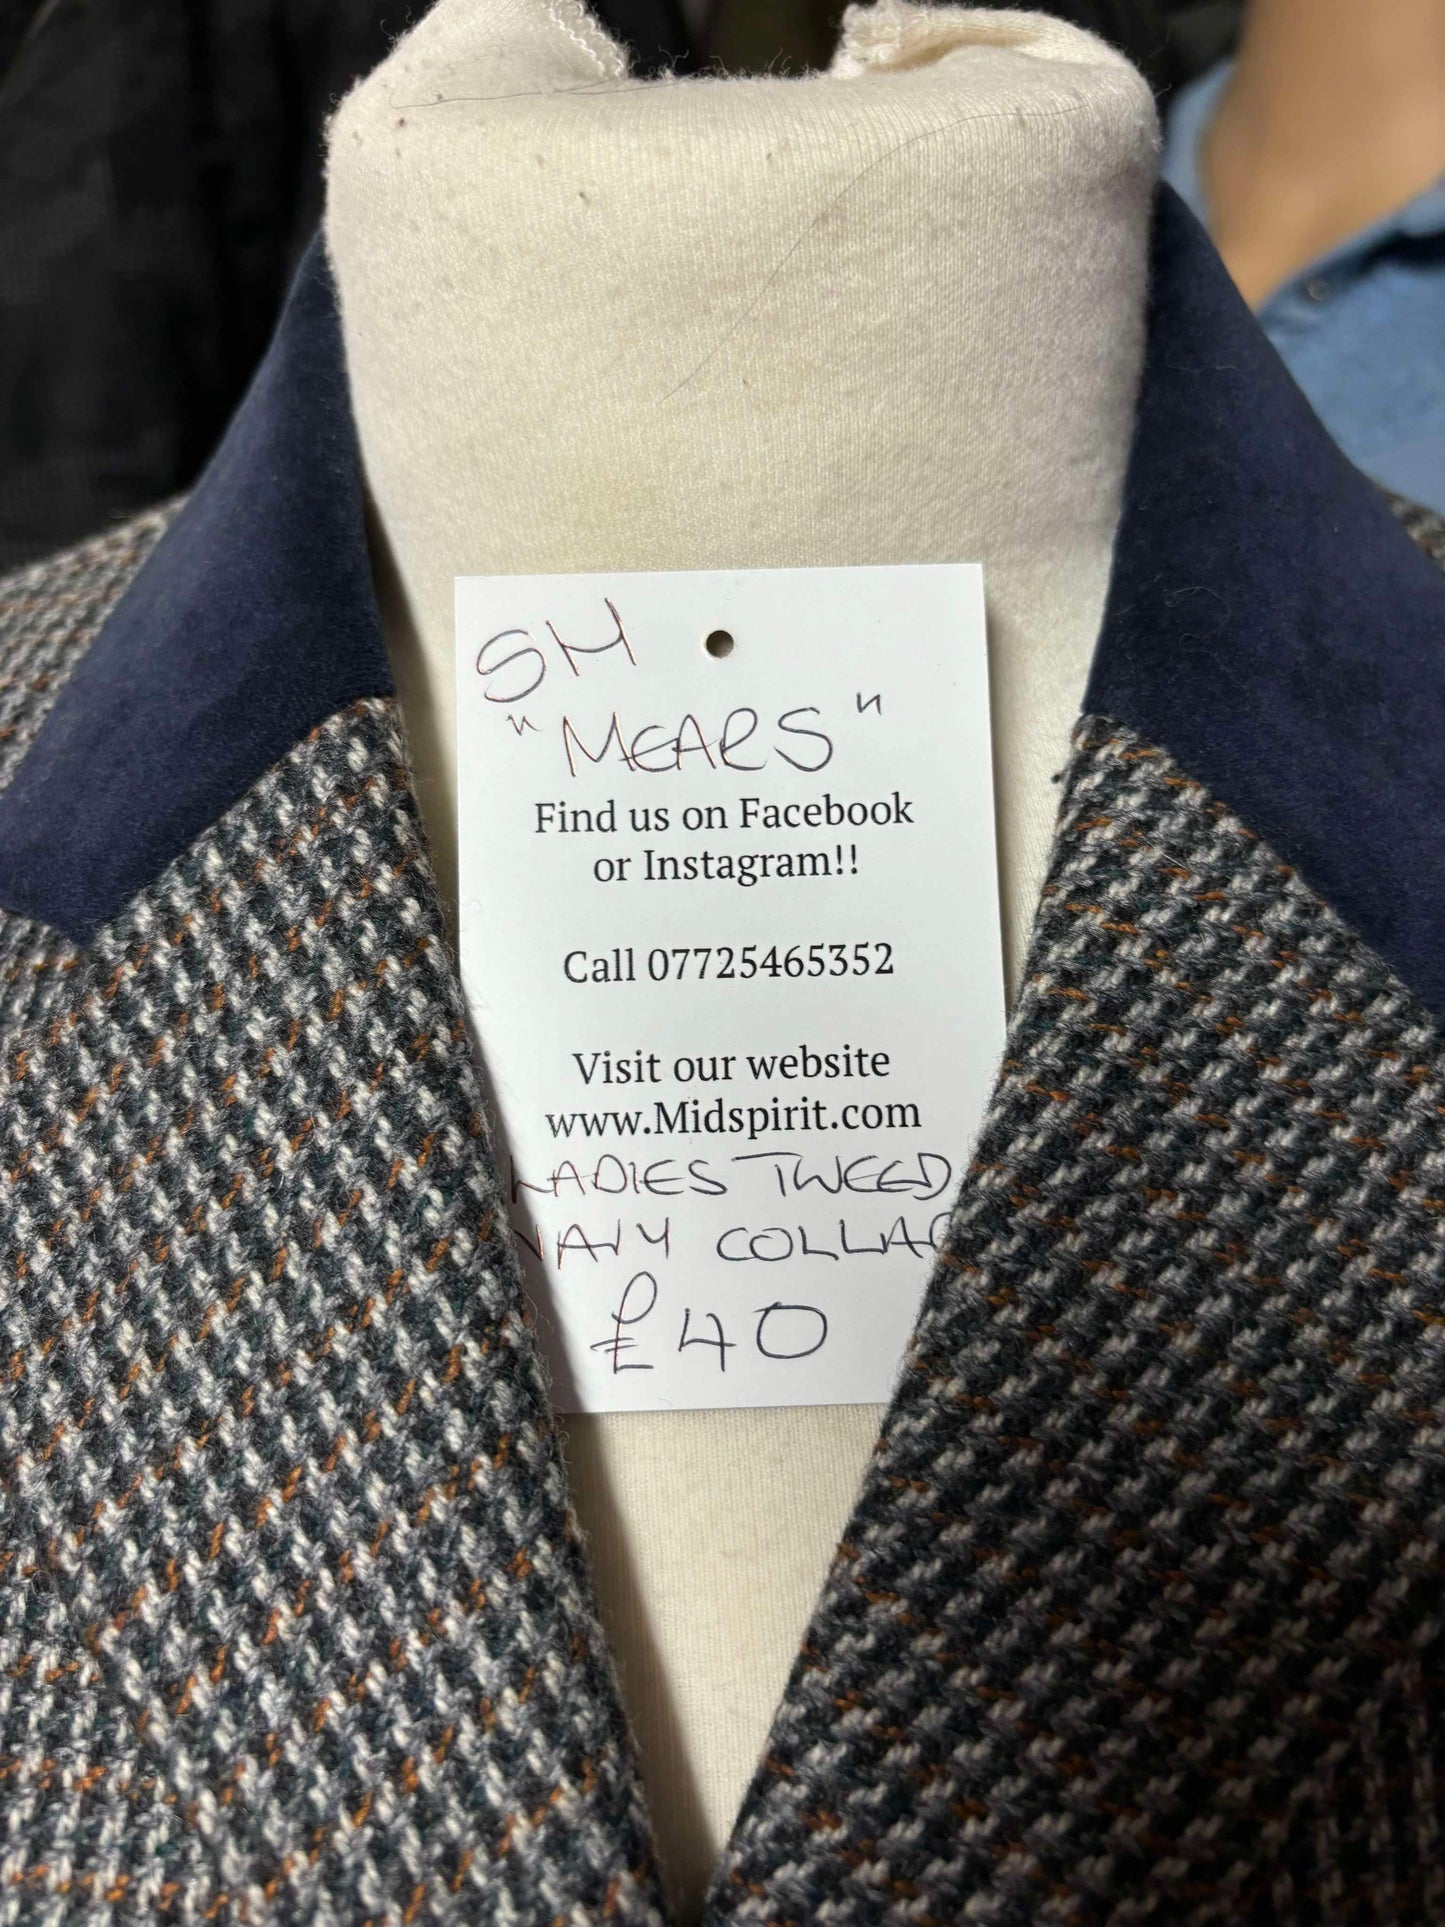 SH
"MEARS"
Find us on Facebook
or Instagram!!
Call 07725465352
Visit our website
www.Midspirit.com
LADIES TWEED
NAVY COLLAR
£40